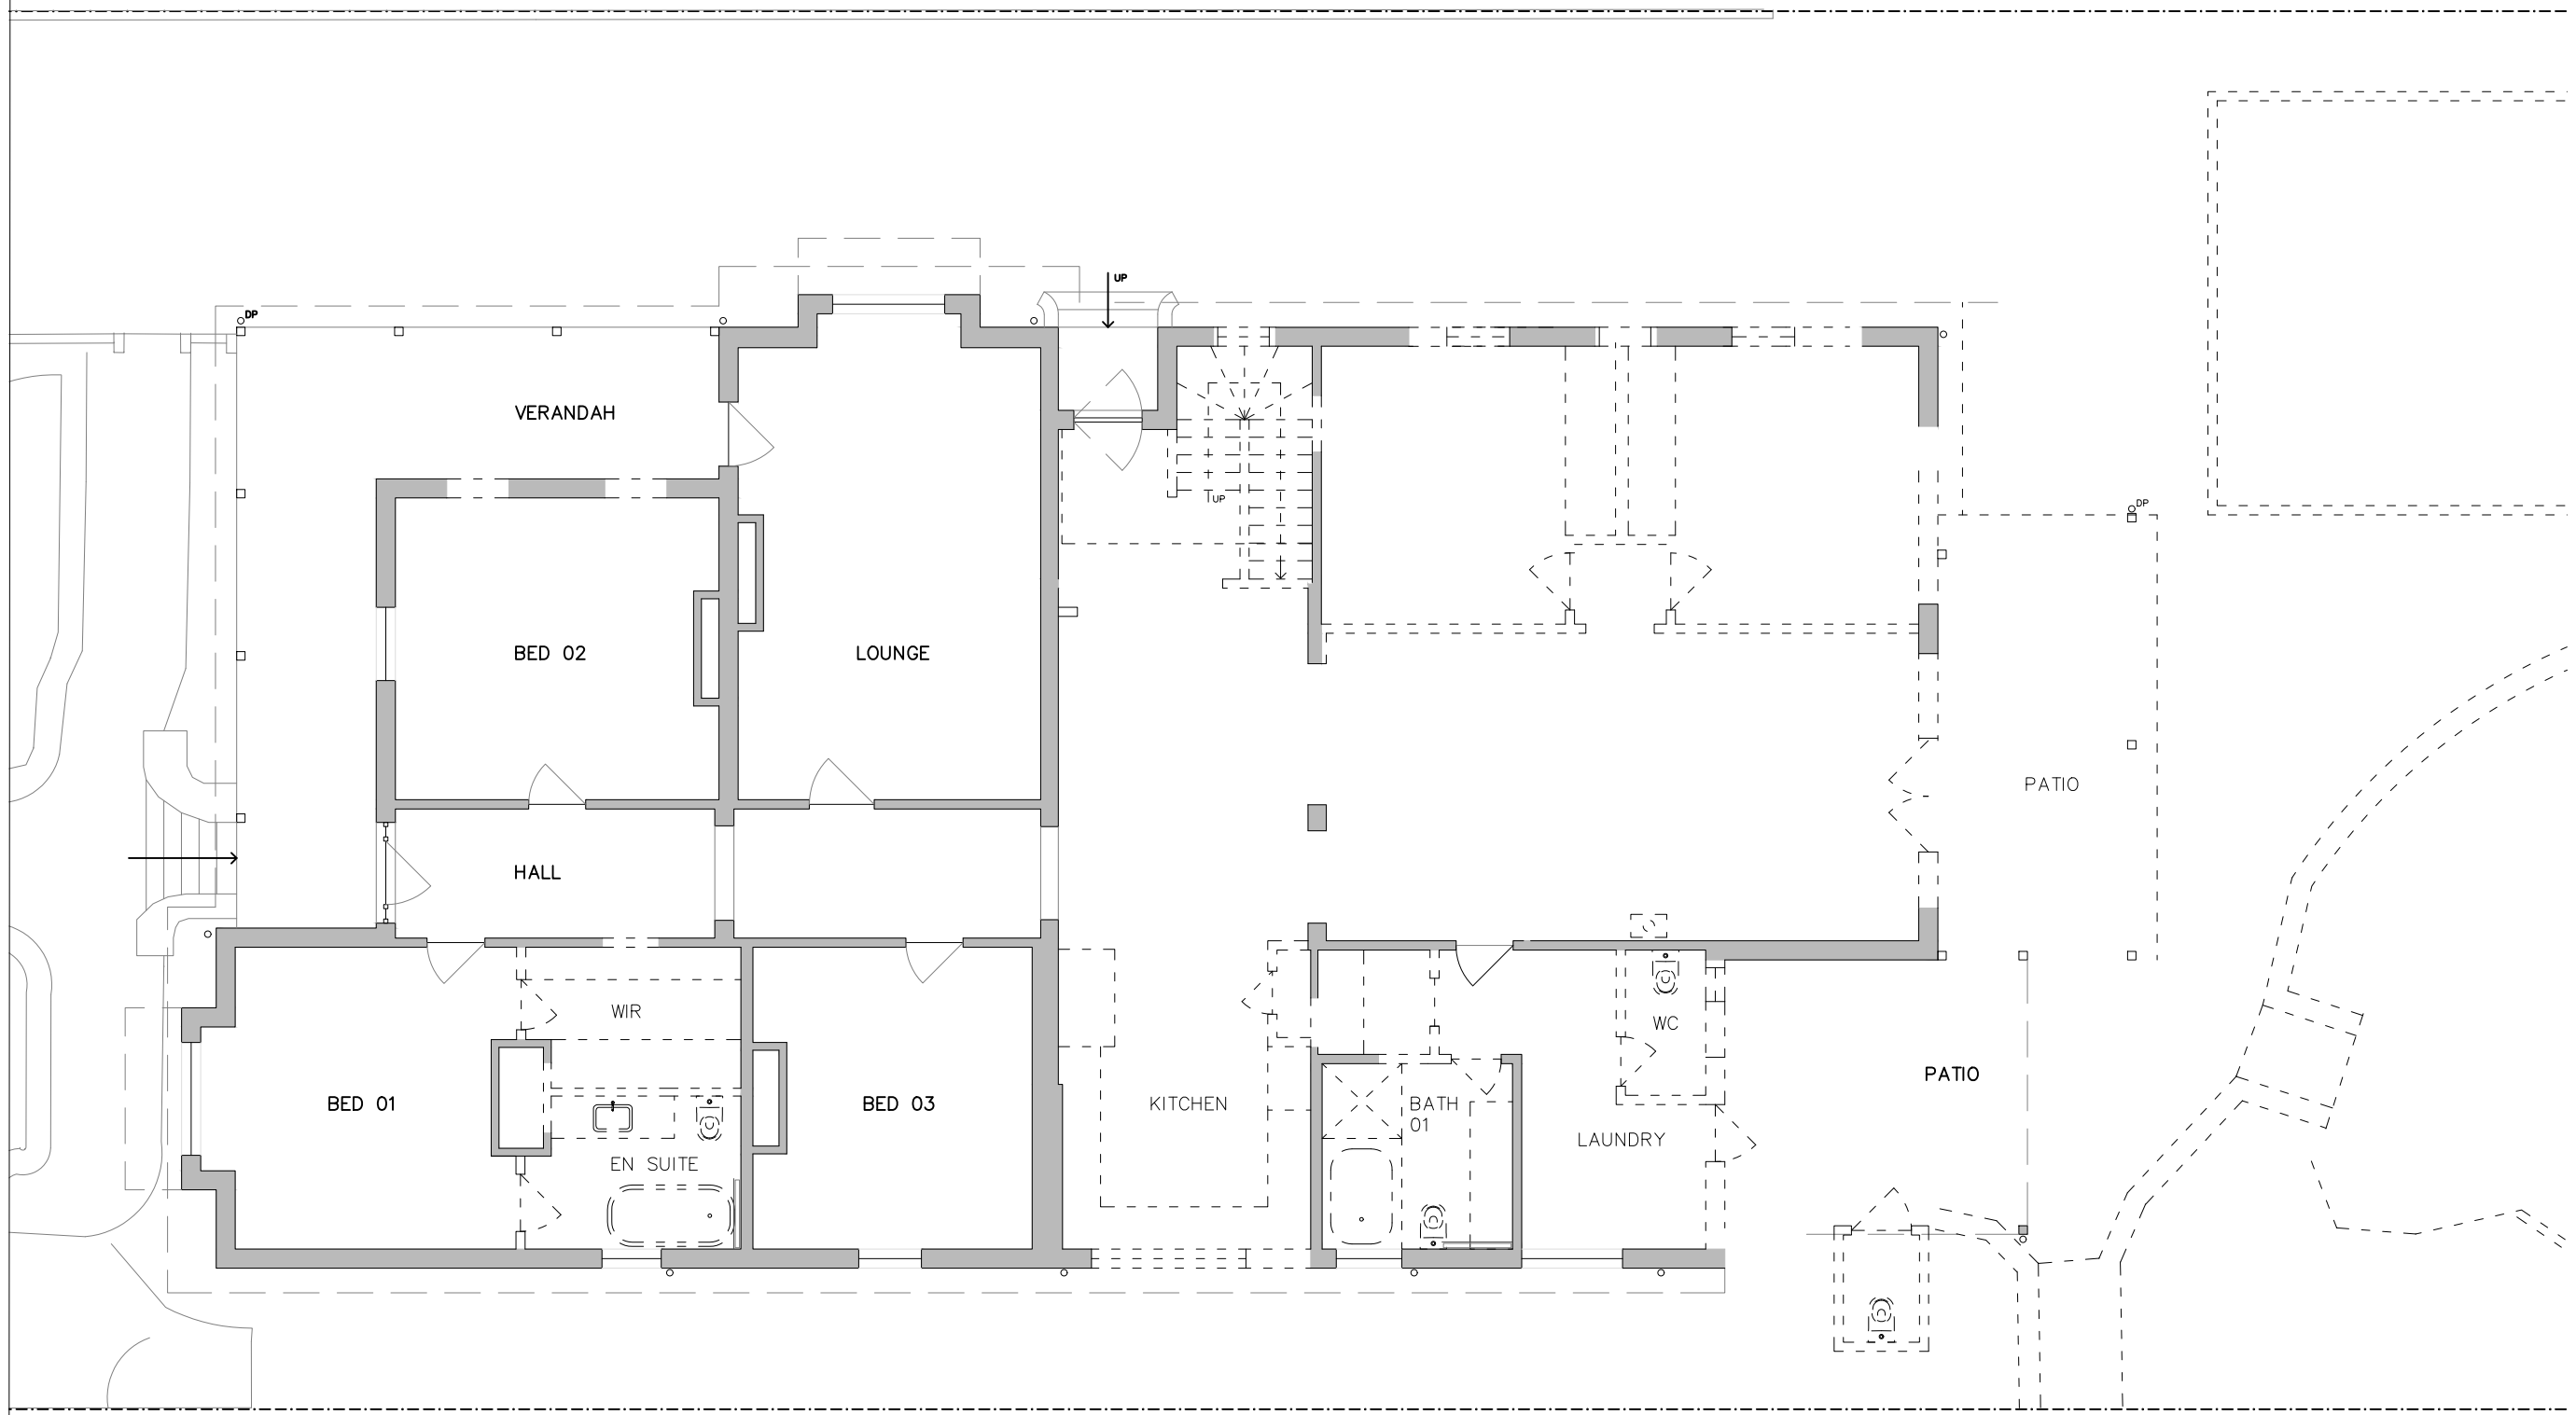 UP
DP
VERANDAH
UP
DP
BED 02
LOUNGE
PATIO
HALL
WIR
WC
PATIO
BED 01
BED 03
KITCHEN
BATH
01
LAUNDRY
EN SUITE